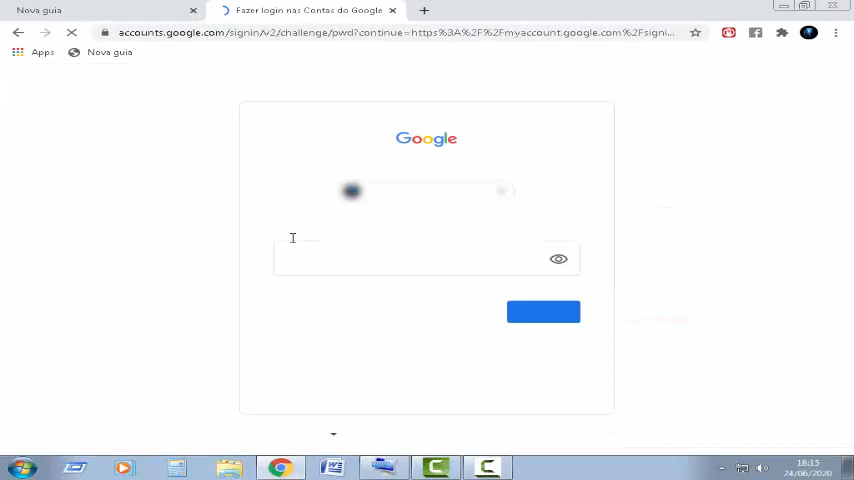 Nova guia
Fazer login nas Contas do Google
accounts.google.com/signin/v2/challenge/pwd?continue=https%3A%2F%2Fmyaccount.google.com%2Fsigni...
Apps
Nova guia
Google
18:15
24/06/2020